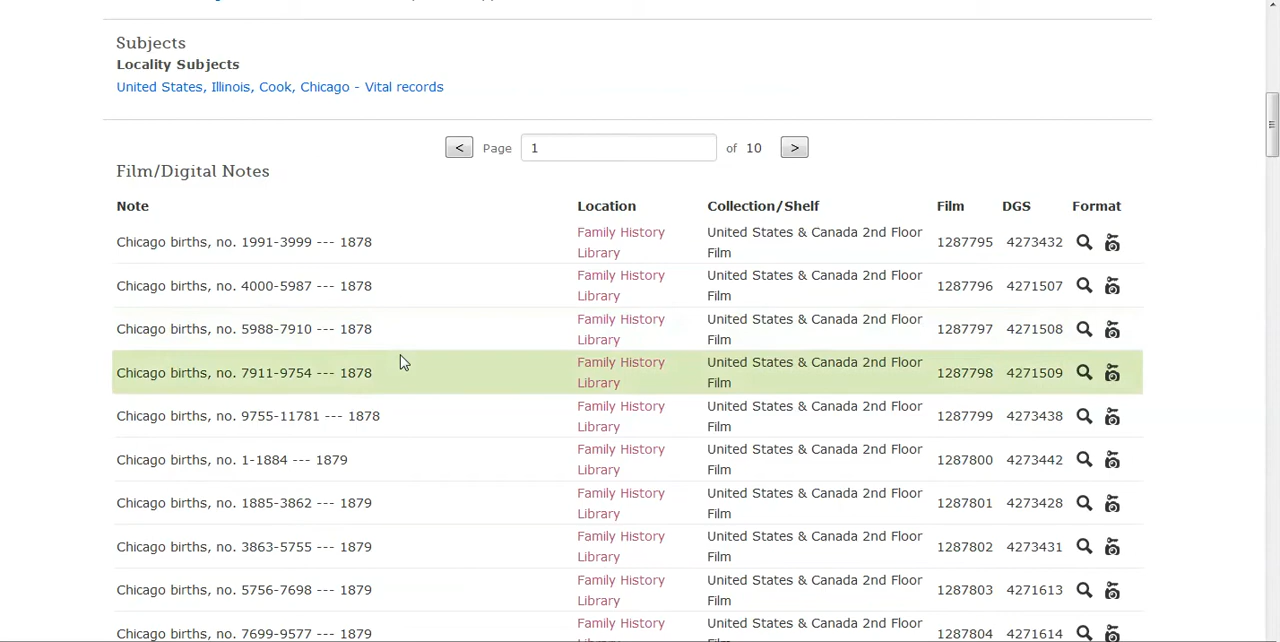 Subjects
Locality Subjects
United States, Illinois, Cook, Chicago - Vital records
< Page 1 of 10 >
Film/Digital Notes
Note Location Collection/Shelf Film DGS Format
Chicago births, no. 1991-3999 --- 1878 Family History Library United States & Canada 2nd Floor Film 1287795 4273432
Chicago births, no. 4000-5987 --- 1878 Family History Library United States & Canada 2nd Floor Film 1287796 4271507
Chicago births, no. 5988-7910 --- 1878 Family History Library United States & Canada 2nd Floor Film 1287797 4271508
Chicago births, no. 7911-9754 --- 1878 Family History Library United States & Canada 2nd Floor Film 1287798 4271509
Chicago births, no. 9755-11781 --- 1878 Family History Library United States & Canada 2nd Floor Film 1287799 4273438
Chicago births, no. 1-1884 --- 1879 Family History Library United States & Canada 2nd Floor Film 1287800 4273442
Chicago births, no. 1885-3862 --- 1879 Family History Library United States & Canada 2nd Floor Film 1287801 4273428
Chicago births, no. 3863-5755 --- 1879 Family History Library United States & Canada 2nd Floor Film 1287802 4273431
Chicago births, no. 5756-7698 --- 1879 Family History Library United States & Canada 2nd Floor Film 1287803 4271613
Chicago births, no. 7699-9577 --- 1879 Family History United States & Canada 2nd Floor 1287804 4271614